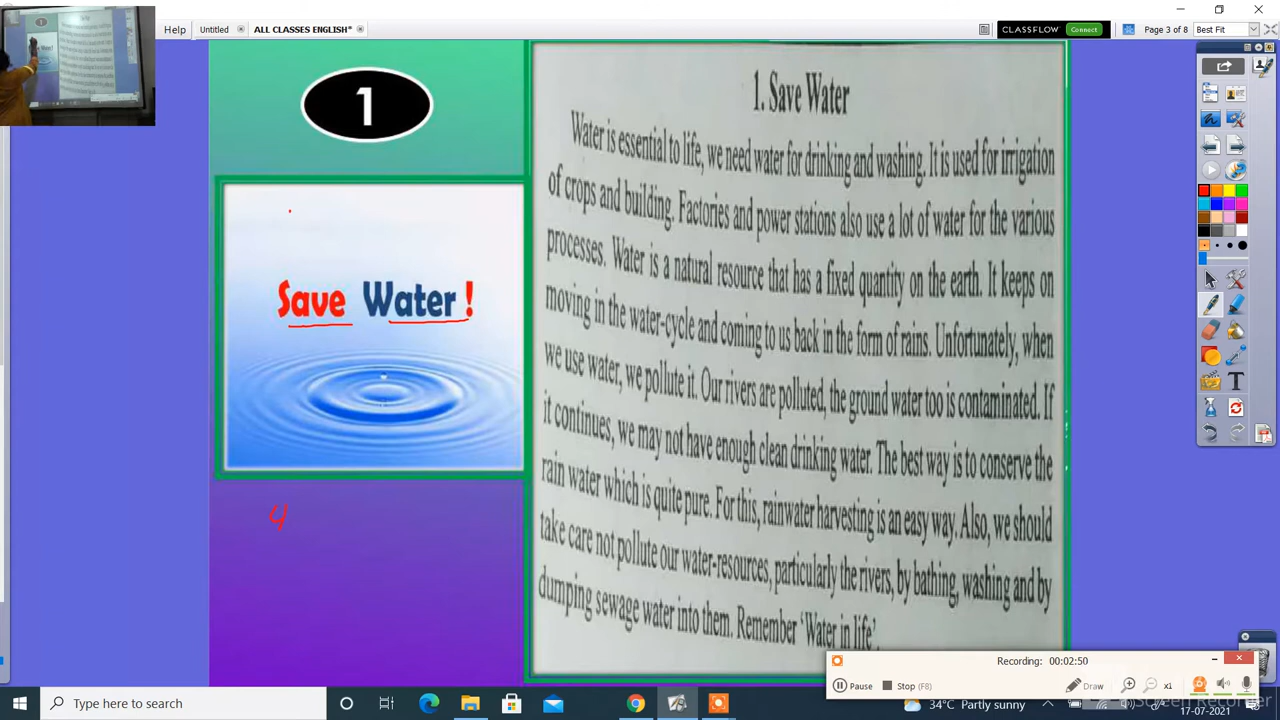 Help
Untitled
ALL CLASSES ENGLISH*
CLASSFLOW
Connect
Page 3 of 8
Best Fit
1
Save Water !
4
1. Save Water
Water is essential to life, we need water for drinking and washing. It is used for irrigation
of crops and building. Factories and power stations also use a lot of water for the various
processes. Water is a natural resource that has a fixed quantity on the earth. It keeps on
moving in the water-cycle and coming to us back in the form of rains. Unfortunately, when
we use water, we pollute it. Our rivers are polluted, the ground water too is contaminated. If
it continues, we may not have enough clean drinking water. The best way is to conserve the
rain water which is quite pure. For this, rainwater harvesting is an easy way. Also, we should
take care not pollute our water-resources, particularly the rivers, by bathing, washing and by
dumping sewage water into them. Remember 'Water in life'.
Recording: 00:02:50
Pause
Stop (F8)
x1
Draw
Screen Recorder
Type here to search
34°C Partly sunny
17-07-2021